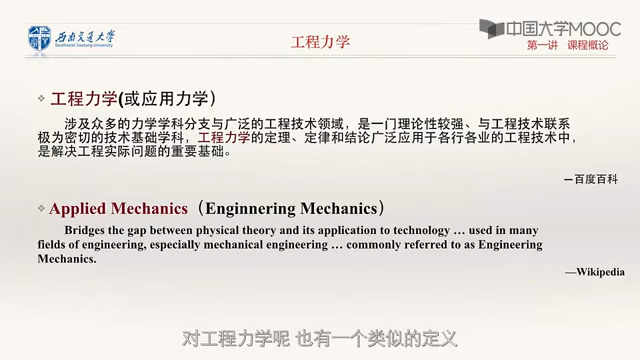 西南交通大学
Southwest Jiaotong University
工程力学
中国大学MOOC
第一讲 课程概论
工程力学(或应用力学）
涉及众多的力学学科分支与广泛的工程技术领域，是一门理论性较强、与工程技术联系
极为密切的技术基础学科，工程力学的定理、定律和结论广泛应用于各行各业的工程技术中，
是解决工程实际问题的重要基础。
—百度百科
Applied Mechanics（Enginnering Mechanics）
Bridges the gap between physical theory and its application to technology … used in many
fields of engineering, especially mechanical engineering … commonly referred to as Engineering
Mechanics.
—Wikipedia
对工程力学呢 也有一个类似的定义